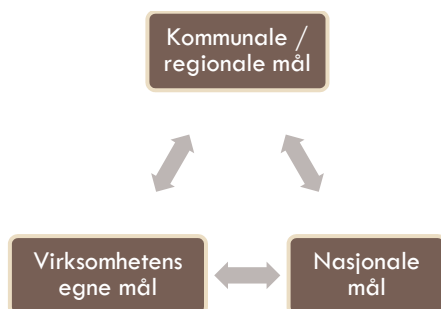 Kommunale /
regionale mål
Virksomhetens
egne mål
Nasjonale
mål